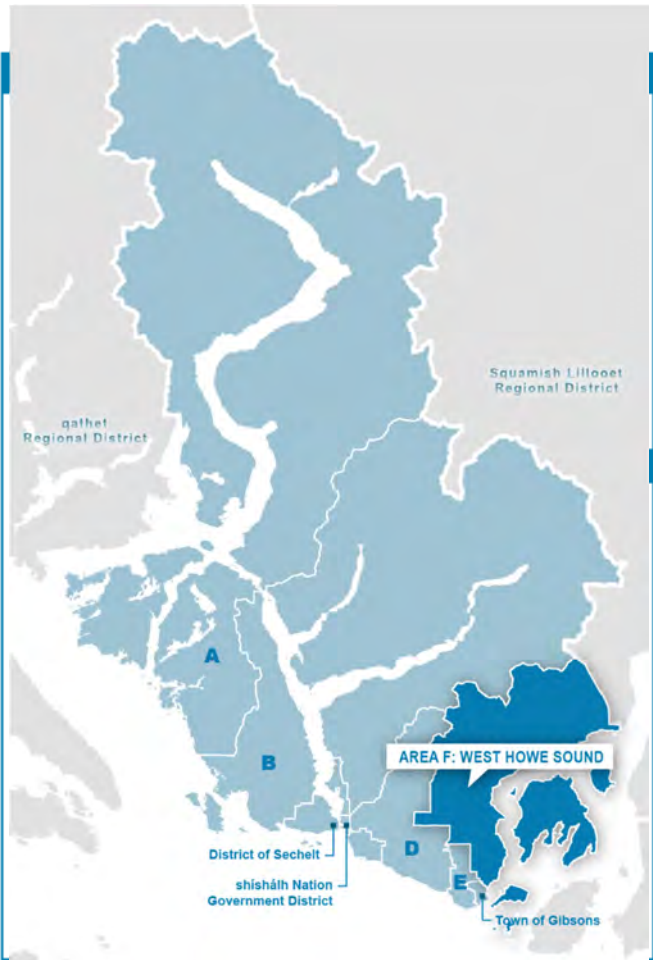 Squamish Lillooet
Regional District
qathet
Regional District
A
B
AREA F: WEST HOWE SOUND
D
E
District of Sechelt
shíshálh Nation
Government District
Town of Gibsons